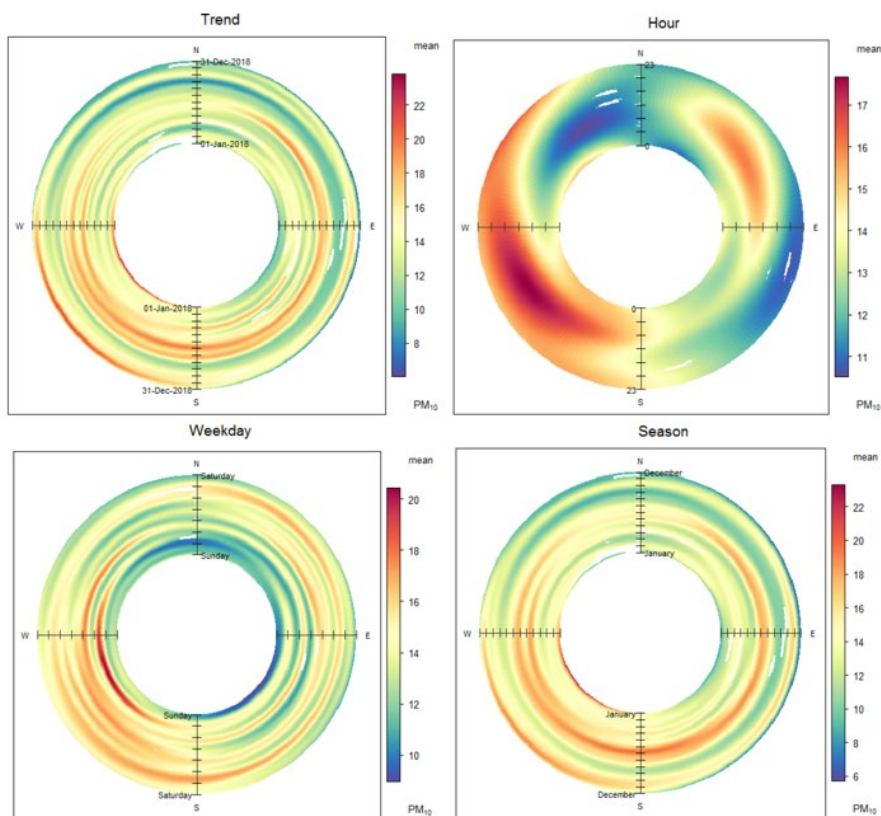 Trend
mean
N
31-Dec-2018
01-Jan-2018
W
E
01-Jan-2018
31-Dec-2018
S
22
20
18
16
14
12
10
8
PM10
Hour
mean
N
23
0
W
E
0
23
S
17
16
15
14
13
12
11
PM10
Weekday
mean
N
Saturday
Sunday
W
E
Sunday
Saturday
S
20
18
16
14
12
10
PM10
Season
mean
N
December
January
W
E
January
December
S
22
20
18
16
14
12
10
8
6
PM10